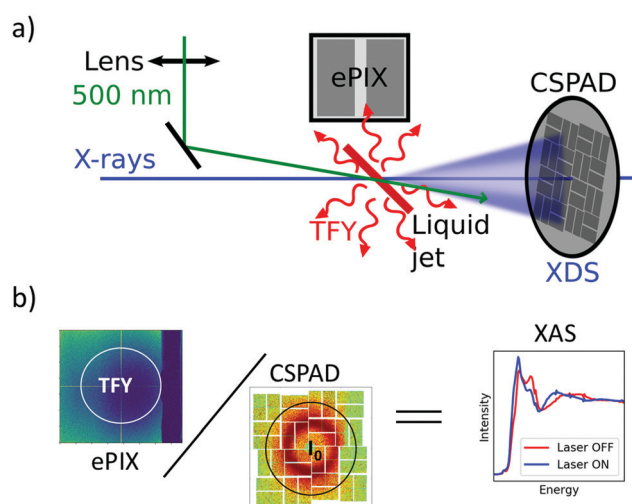 a)
Lens
500 nm
X-rays
ePIX
CSPAD
TFY
Liquid
jet
XDS
b)
TFY
ePIX
CSPAD
I₀
XAS
Intensity
Laser OFF
Laser ON
Energy